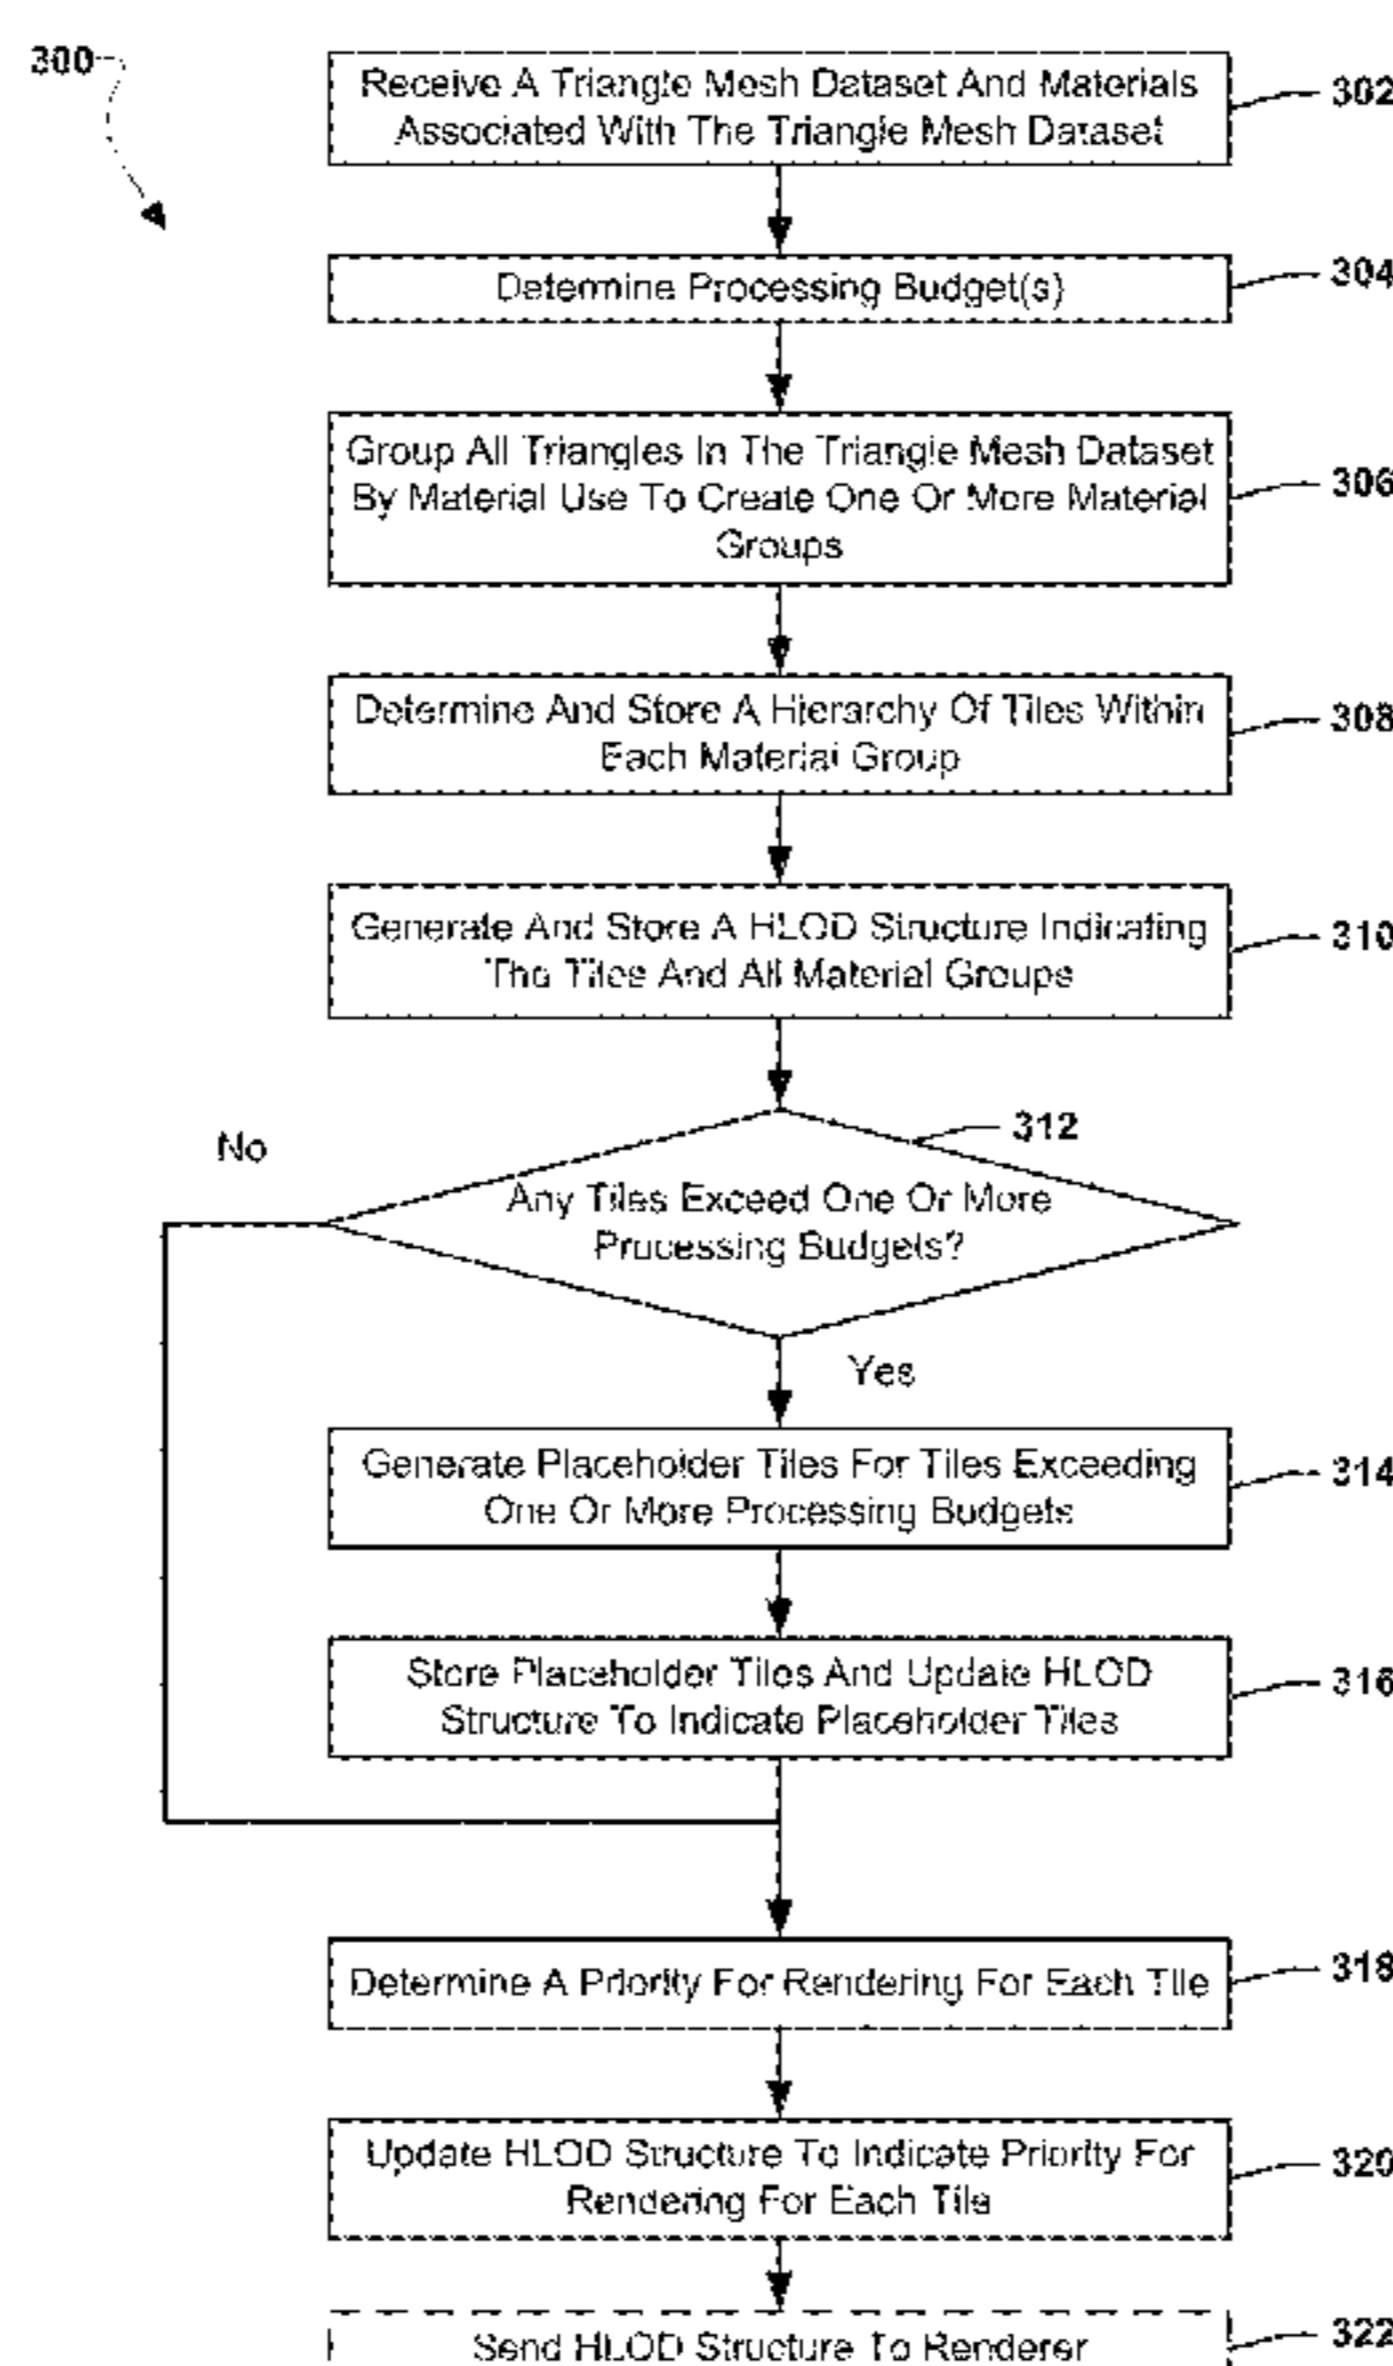 300
Receive A Triangle Mesh Dataset And Materials
Associated With The Triangle Mesh Dataset
302
Determine Processing Budget(s)
304
Group All Triangles In The Triangle Mesh Dataset
By Material Use To Create One Or More Material
Groups
306
Determine And Store A Hierarchy Of Tiles Within
Each Material Group
308
Generate And Store A HLOD Structure Indicating
The Tiles And All Material Groups
310
312
No
Any Tiles Exceed One Or More
Processing Budgets?
Yes
Generate Placeholder Tiles For Tiles Exceeding
One Or More Processing Budgets
314
Store Placeholder Tiles And Update HLOD
Structure To Indicate Placeholder Tiles
316
Determine A Priority For Rendering For Each Tile
318
Update HLOD Structure To Indicate Priority For
Rendering For Each Tile
320
Send HLOD Structure To Renderer
322